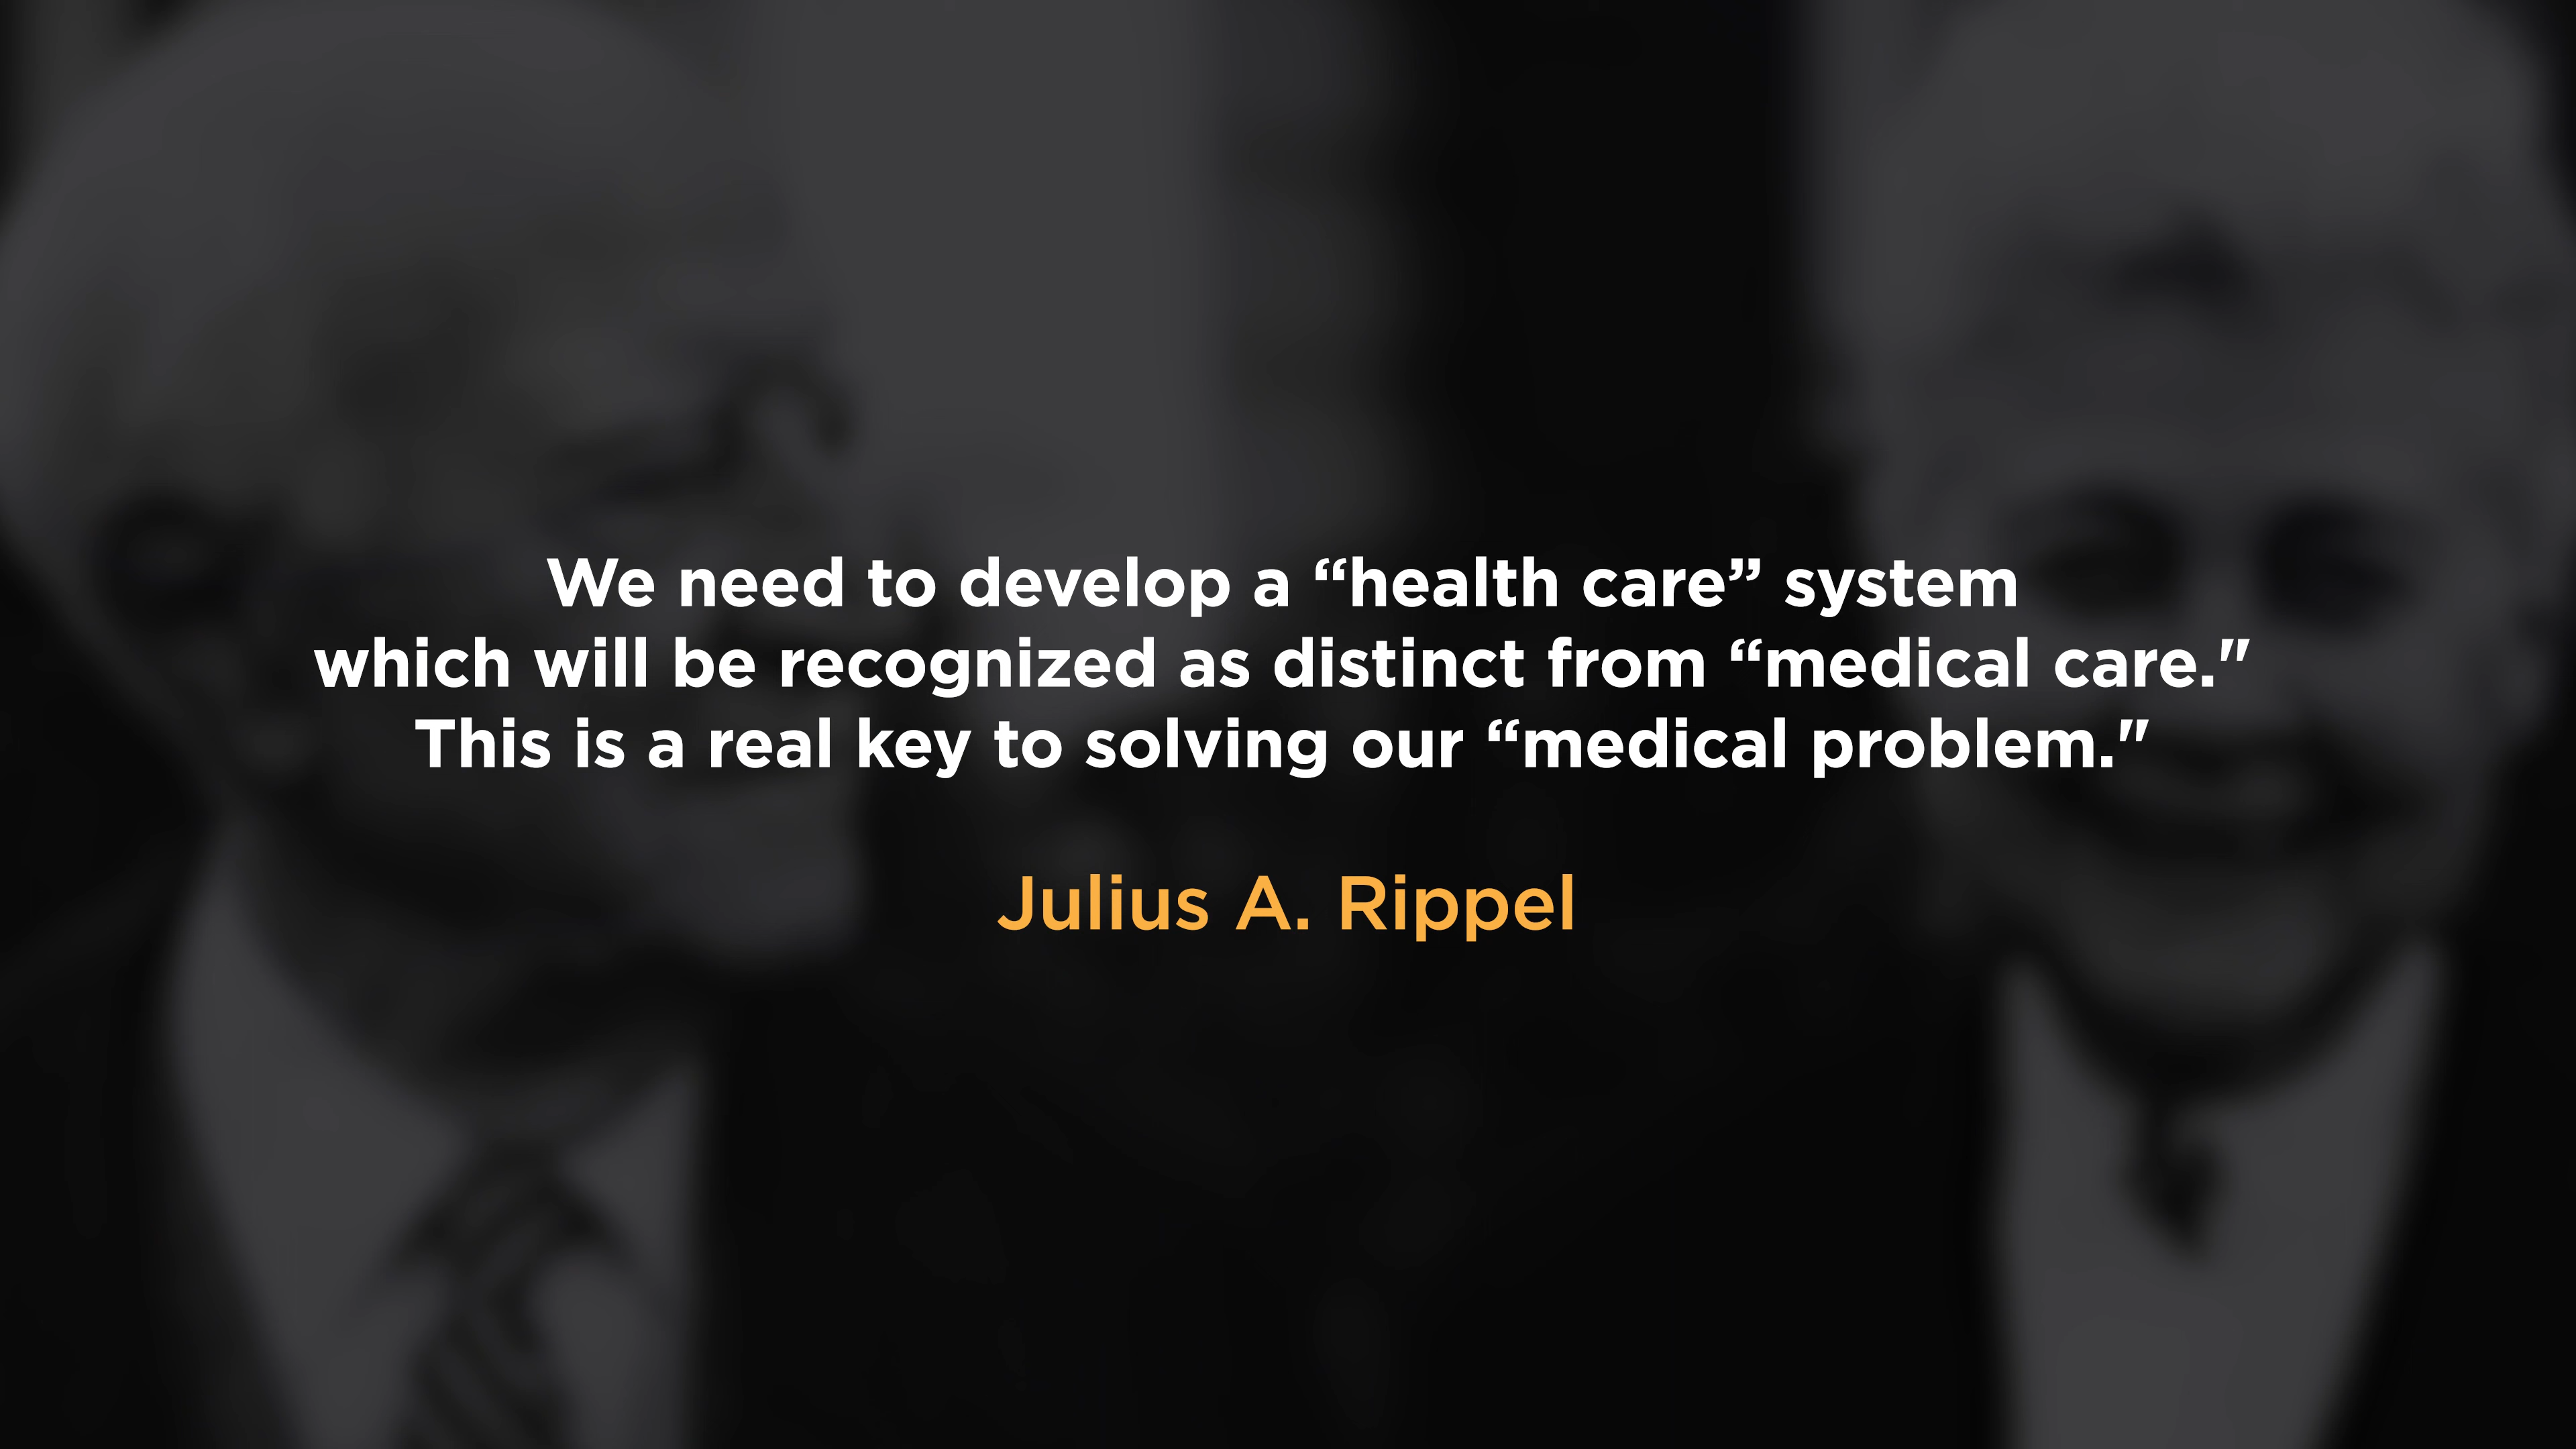 We need to develop a “health care” system
which will be recognized as distinct from “medical care."
This is a real key to solving our “medical problem."
Julius A. Rippel